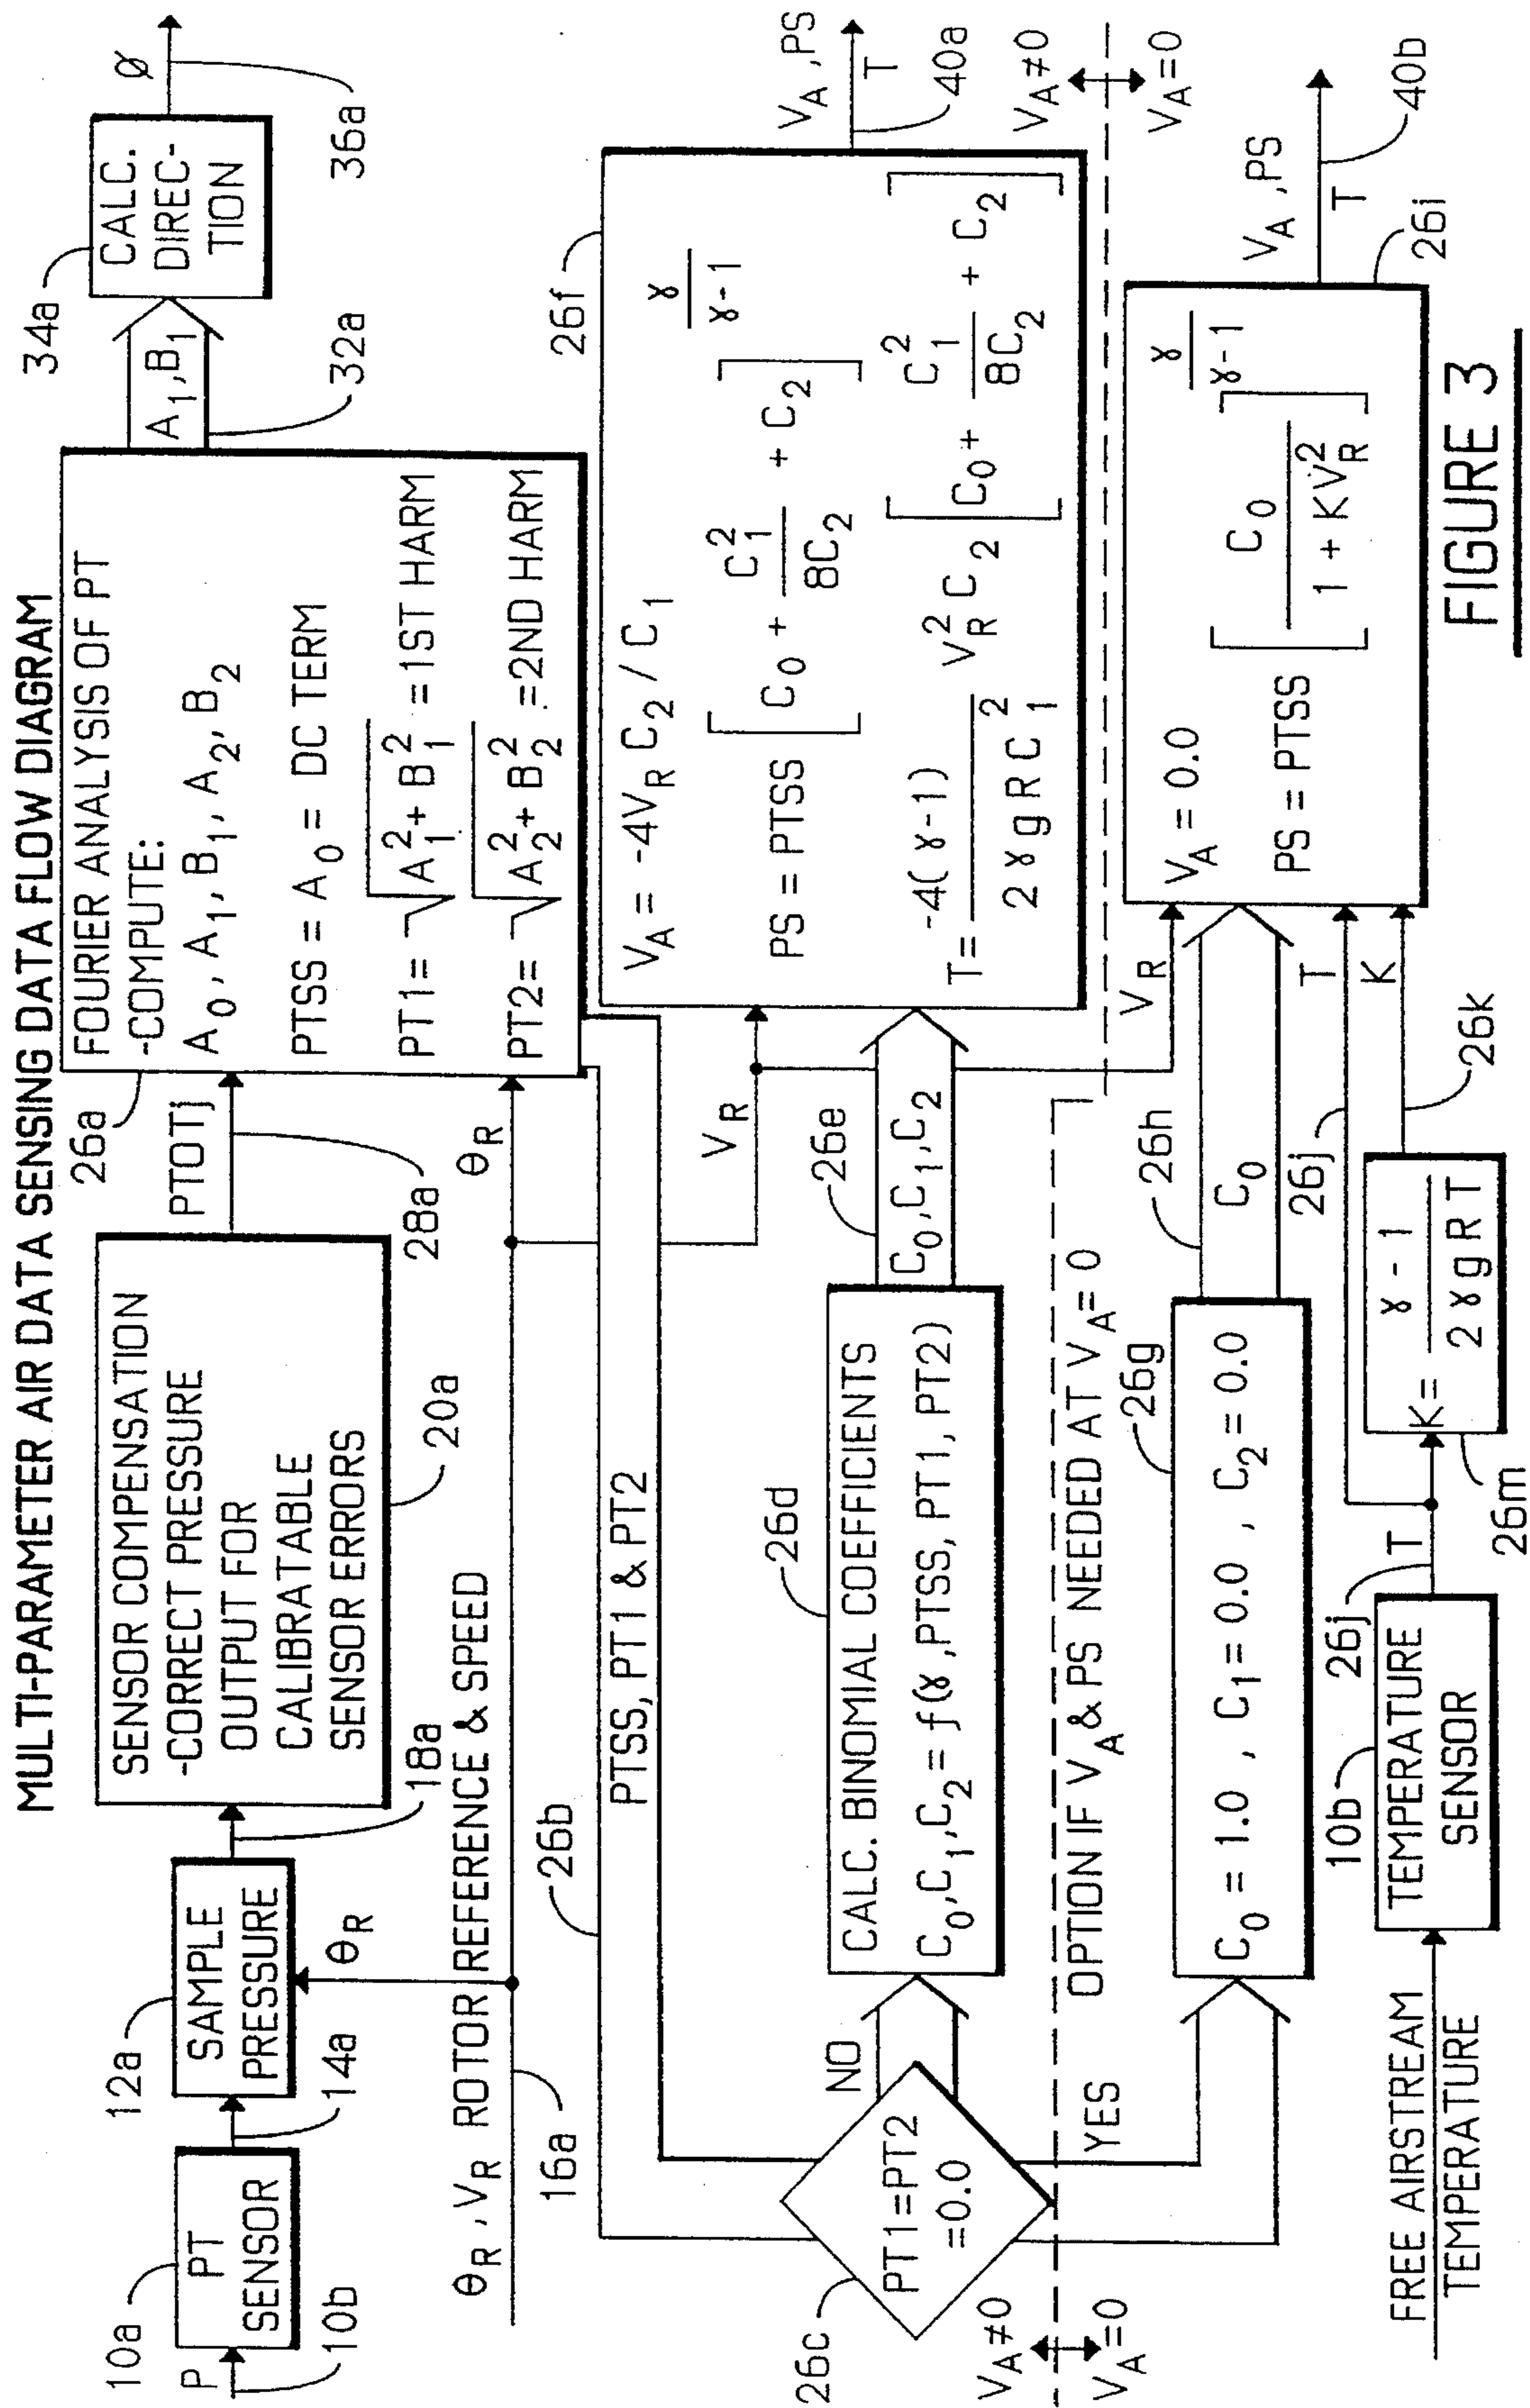 MULTI-PARAMETER AIR DATA SENSING DATA FLOW DIAGRAM
10a
PT
SENSOR
P
10b
14a
12a
SAMPLE
PRESSURE
θR
18a
SENSOR COMPENSATION
-CORRECT PRESSURE
OUTPUT FOR
CALIBRATABLE
SENSOR ERRORS
20a
PTOTj
28a
26a
FOURIER ANALYSIS OF PT
-COMPUTE:
A0, A1, B1, A2, B2
PTSS = A0 = DC TERM
PT1= √A1² + B1² =1ST HARM
PT2= √A2² + B2² =2ND HARM
A1,B1
32a
34a
CALC.
DIREC-
TION
Ø
36a
θR ,VR ROTOR REFERENCE & SPEED
16a
θR
26b
PTSS, PT1 & PT2
VR
26c
PT1=PT2
=0.0
NO
YES
26d
CALC. BINOMIAL COEFFICIENTS
C0,C1,C2 = f(γ,PTSS, PT1, PT2)
26e
C0,C1,C2
26f
VA = -4VR C2 / C1
PS = PTSS [C0 + C1²/8C2 + C2] γ/γ-1
T= -4(γ-1)/2γgRC1² VR² C2 [C0+ C1²/8C2 + C2]
VA ,PS
T
40a
VA≠0
VA=0
VA≠0
VA=0
OPTION IF VA & PS NEEDED AT VA= 0
26g
C0 = 1.0 , C1= 0.0 , C2 = 0.0
26h
C0
VR
T
K
26j
26k
VA = 0.0
PS = PTSS [C0/1 + KVR²] γ/γ-1
26i
VA ,PS
T
40b
FREE AIRSTREAM
TEMPERATURE
10b
TEMPERATURE
SENSOR
26j
T
26m
K= γ - 1/2γgRT
FIGURE 3